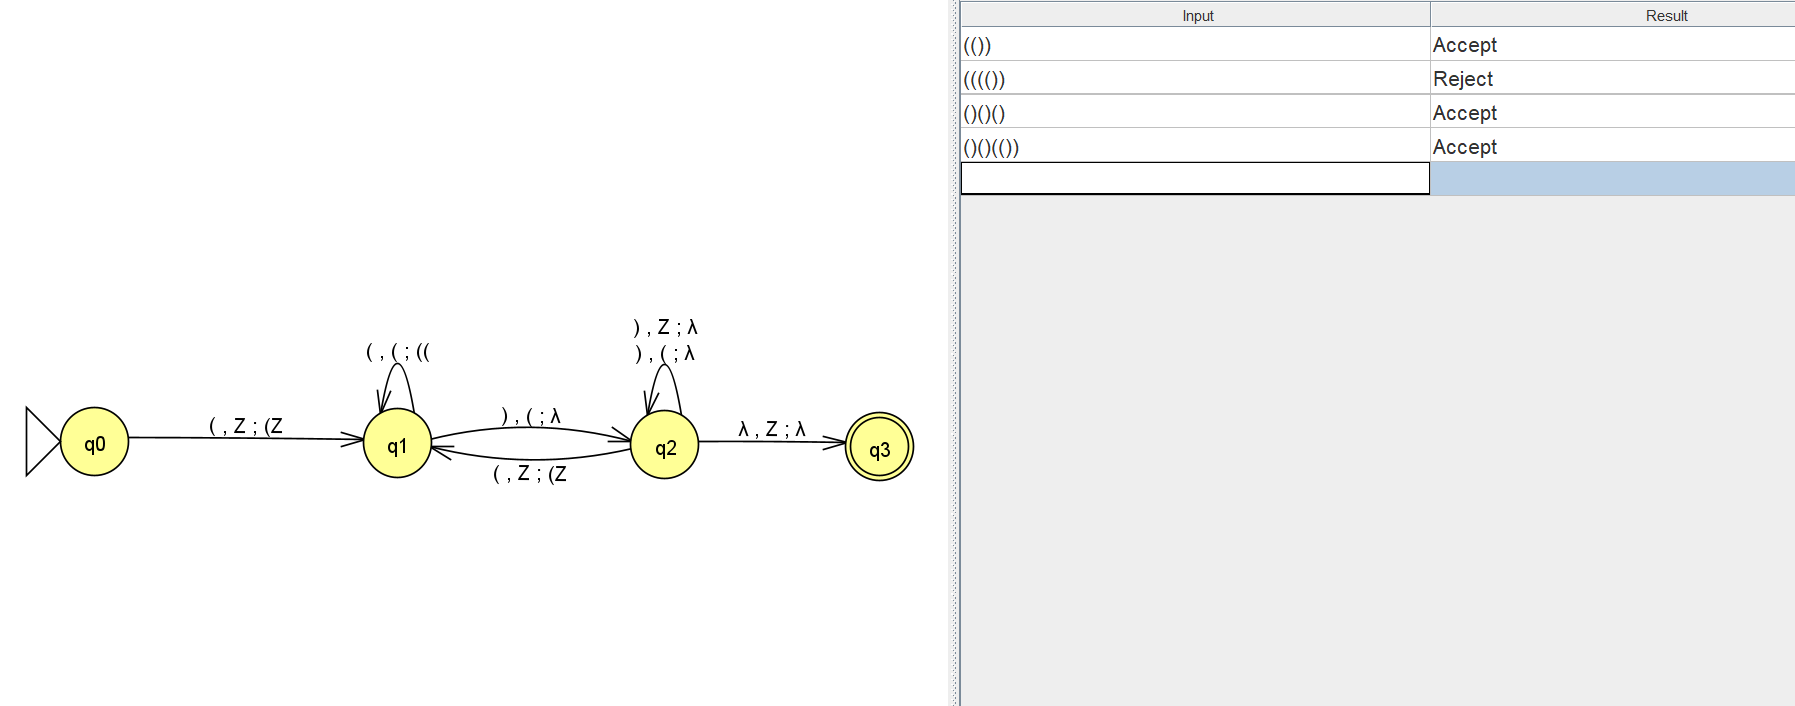 Input Result
(()) Accept
(((()) Reject
()()() Accept
()()(()) Accept
) , Z ; λ
( , ( ; (( ) , ( ; λ
( , Z ; (Z ) , ( ; λ λ , Z ; λ
q0 q1 q2 q3
( , Z ; (Z